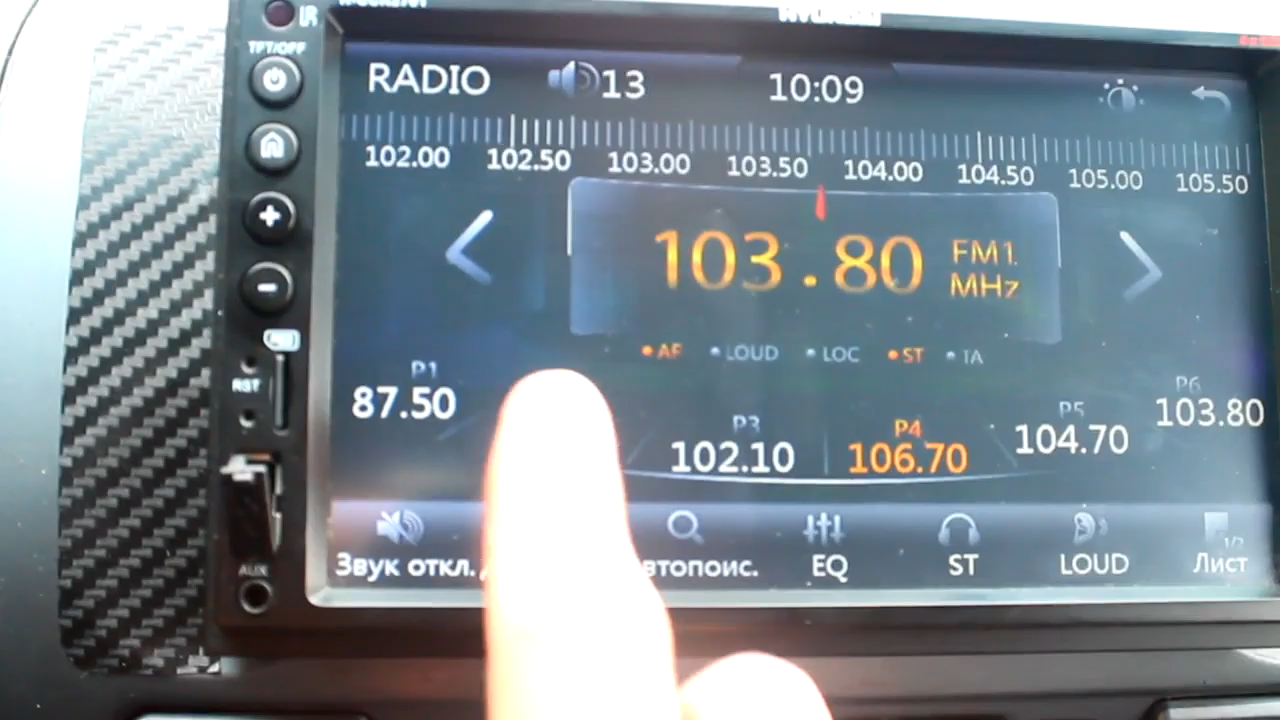 IR
HYUNDAI
TFT/OFF
RADIO 13 10:09
102.00 102.50 103.00 103.50 104.00 104.50 105.00 105.50
103.80 FM1
MHz
AF LOUD LOC ST TA
RST
P1 P3 P4 P5 P6
87.50 102.10 106.70 104.70 103.80
1/2
Звук откл. втопоис. EQ ST LOUD Лист
AUX